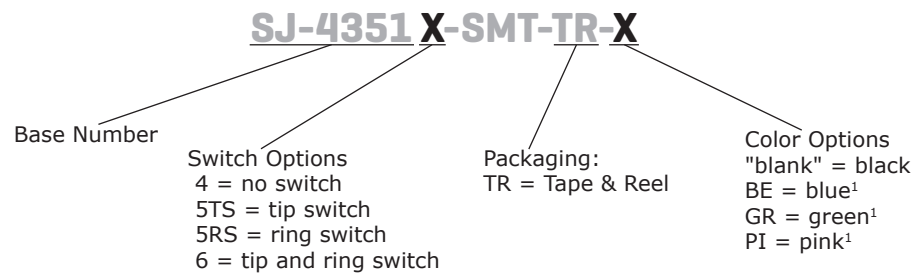 SJ-4351 X-SMT-TR-X
Base Number
Switch Options
4 = no switch
5TS = tip switch
5RS = ring switch
6 = tip and ring switch
Packaging:
TR = Tape & Reel
Color Options
"blank" = black
BE = blue¹
GR = green¹
PI = pink¹